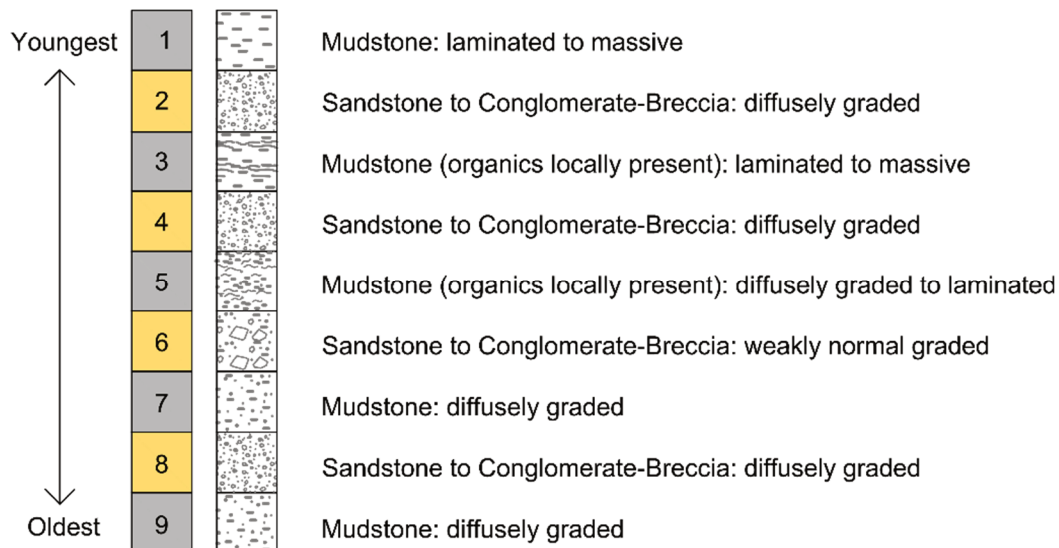 Youngest 1 Mudstone: laminated to massive
2 Sandstone to Conglomerate-Breccia: diffusely graded
3 Mudstone (organics locally present): laminated to massive
4 Sandstone to Conglomerate-Breccia: diffusely graded
5 Mudstone (organics locally present): diffusely graded to laminated
6 Sandstone to Conglomerate-Breccia: weakly normal graded
7 Mudstone: diffusely graded
8 Sandstone to Conglomerate-Breccia: diffusely graded
Oldest 9 Mudstone: diffusely graded